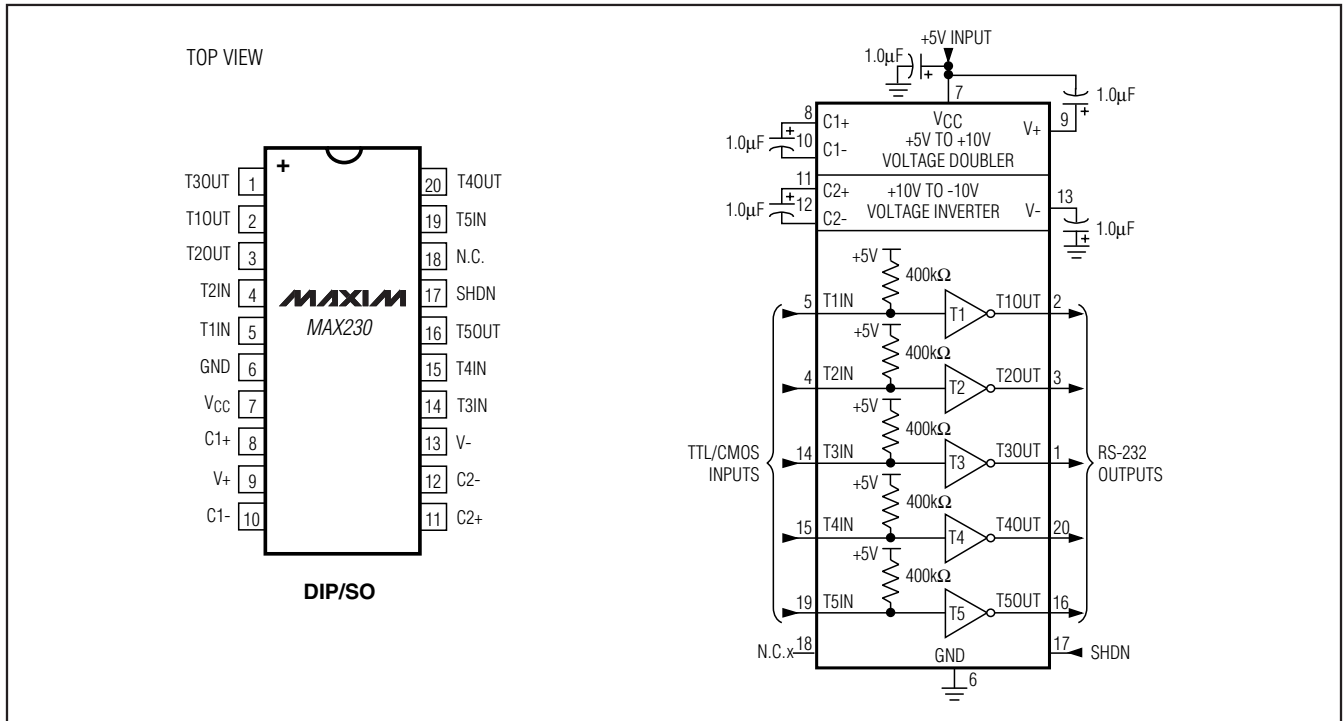 TOP VIEW
+
T3OUT 1
T1OUT 2
T2OUT 3
T2IN 4
T1IN 5
GND 6
VCC 7
C1+ 8
V+ 9
C1- 10
20 T4OUT
19 T5IN
18 N.C.
17 SHDN
16 T5OUT
15 T4IN
14 T3IN
13 V-
12 C2-
11 C2+
MAXIM
MAX230
DIP/SO
+5V INPUT
1.0μF
+
7
1.0μF
+
8 C1+
VCC
V+ 9
+
1.0μF
10 C1-
+5V TO +10V
VOLTAGE DOUBLER
11 C2+
+10V TO -10V
13
+
1.0μF
12 C2-
VOLTAGE INVERTER
V-
1.0μF
+
+5V
400kΩ
5 T1IN
T1
T1OUT 2
+5V
400kΩ
4 T2IN
T2
T2OUT 3
+5V
400kΩ
TTL/CMOS
INPUTS
14 T3IN
T3
T3OUT 1
RS-232
OUTPUTS
+5V
400kΩ
15 T4IN
T4
T4OUT 20
+5V
400kΩ
19 T5IN
T5
T5OUT 16
N.C. x 18
GND
17 SHDN
6